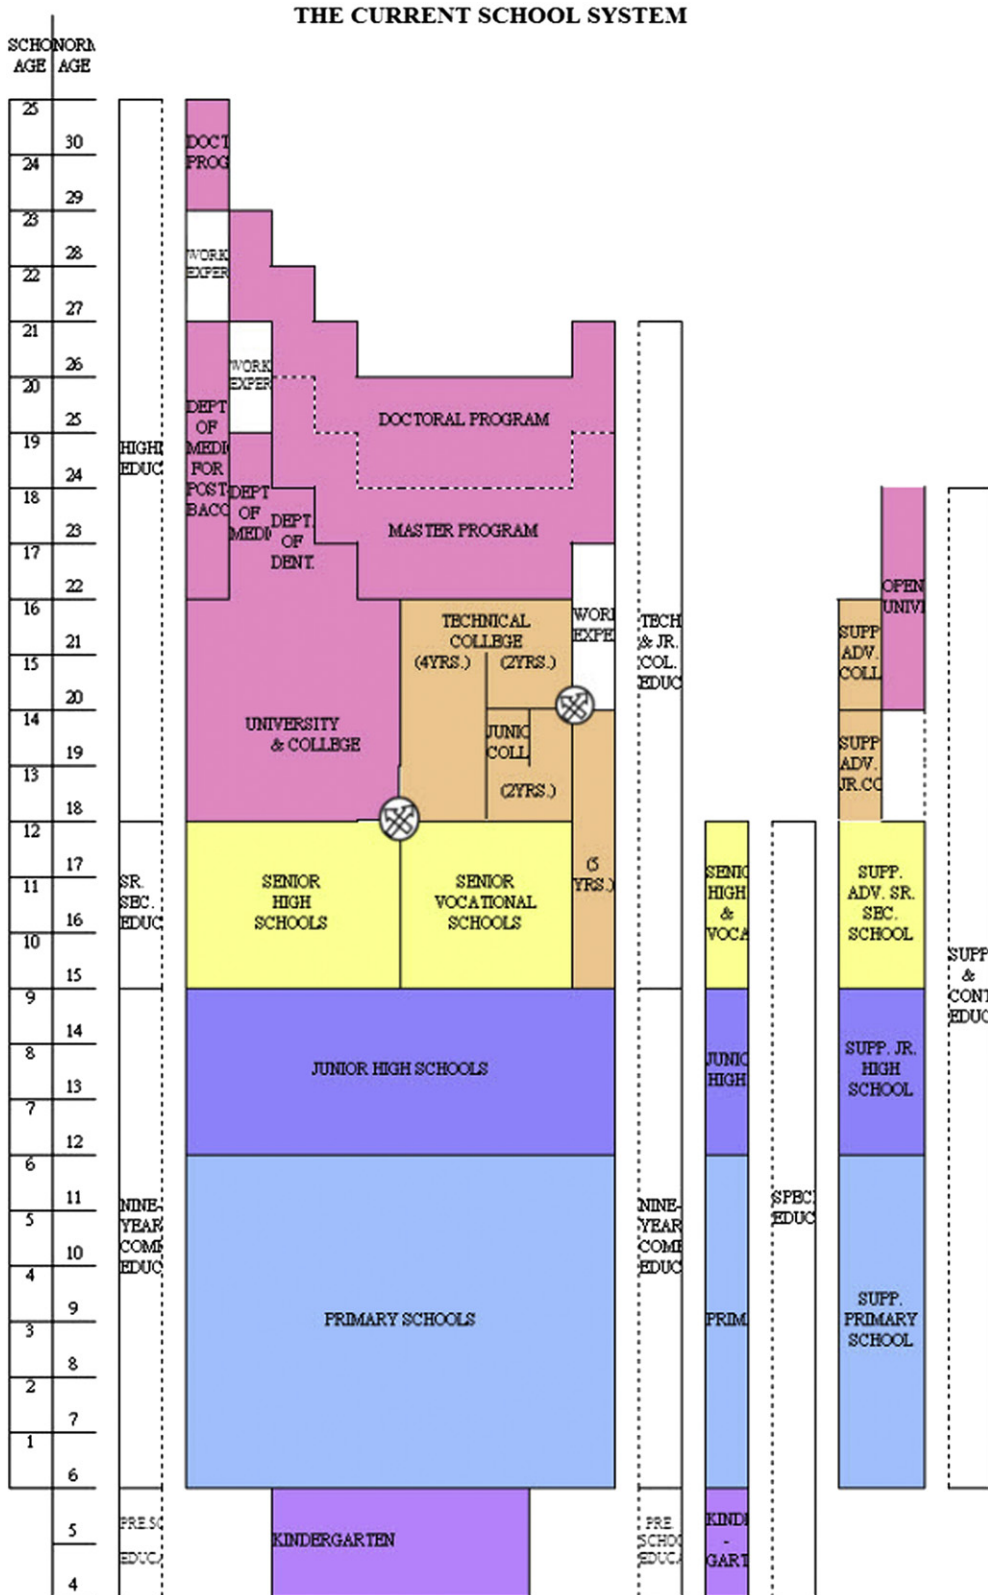 THE CURRENT SCHOOL SYSTEM
SCHO NORM
AGE AGE
25
30
24
29
23
28
22
27
21
26
20
25
19
24
18
23
17
22
16
21
15
20
14
19
13
18
12
17
11
16
10
15
9
14
8
13
7
12
6
11
5
10
4
9
3
8
2
7
1
6
5
4
HIGH
EDUC
SR.
SEC.
EDUC
NINE-
YEAR
COM
EDUC
PRE.SC
EDUC
DOCT
PROG
WORK
EXPER
DEPT
OF
MEDI
FOR
POST-
BACC
WORK
EXPER
DEPT
OF
MEDI
DEPT.
OF
DENT.
DOCTORAL PROGRAM
MASTER PROGRAM
UNIVERSITY
& COLLEGE
TECHNICAL
COLLEGE
(4YRS.) (2YRS.)
JUNIC
COLL
(2YRS.)
WORK
EXPE
(5
YRS.)
SENIOR
HIGH
SCHOOLS
SENIOR
VOCATIONAL
SCHOOLS
JUNIOR HIGH SCHOOLS
PRIMARY SCHOOLS
KINDERGARTEN
TECH
& JR.
COL.
EDUC
NINE-
YEAR
COM
EDUC
PRE
SCHOO
EDUC
SENIC
HIGH
&
VOCA
JUNIC
HIGH
PRIM
KIND
-
GART
SPEC
EDUC
OPEN
UNIV
SUPP
ADV.
COLL
SUPP
ADV.
JR.CO
SUPP.
ADV. SR.
SEC.
SCHOOL
SUPP. JR.
HIGH
SCHOOL
SUPP.
PRIMARY
SCHOOL
SUPP
&
CONT
EDUC